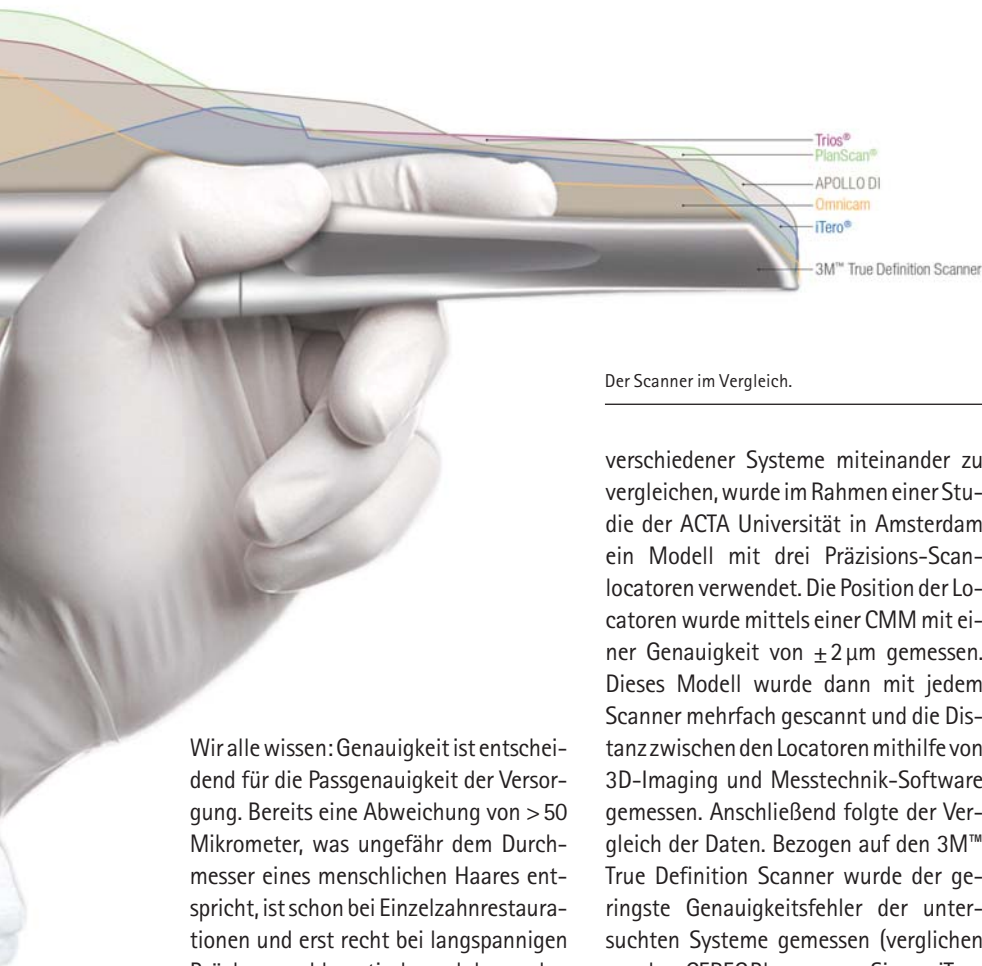 Trios®
PlanScan®
APOLLO DI
Omnicam
iTero®
3M™ True Definition Scanner
Der Scanner im Vergleich.
Wir alle wissen: Genauigkeit ist entschei-
dend für die Passgenauigkeit der Versor-
gung. Bereits eine Abweichung von > 50
Mikrometer, was ungefähr dem Durch-
messer eines menschlichen Haares ent-
spricht, ist schon bei Einzelzahnrestaura-
tionen und erst recht bei langspannigen
verschiedener Systeme miteinander zu
vergleichen, wurde im Rahmen einer Stu-
die der ACTA Universität in Amsterdam
ein Modell mit drei Präzisions-Scan-
locatoren verwendet. Die Position der Lo-
catoren wurde mittels einer CMM mit ei-
ner Genauigkeit von ± 2 µm gemessen.
Dieses Modell wurde dann mit jedem
Scanner mehrfach gescannt und die Dis-
tanz zwischen den Locatoren mithilfe von
3D-Imaging und Messtechnik-Software
gemessen. Anschließend folgte der Ver-
gleich der Daten. Bezogen auf den 3M™
True Definition Scanner wurde der ge-
ringste Genauigkeitsfehler der unter-
suchten Systeme gemessen (verglichen